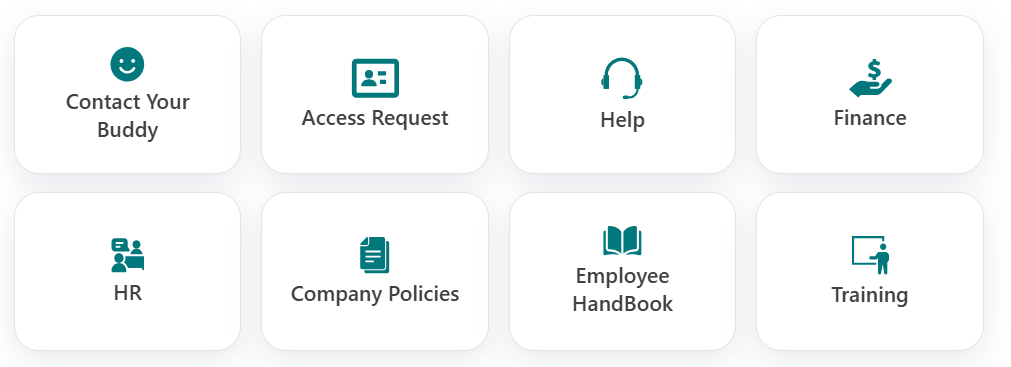 Contact Your
Buddy
Access Request
Help
Finance
HR
Company Policies
Employee
HandBook
Training